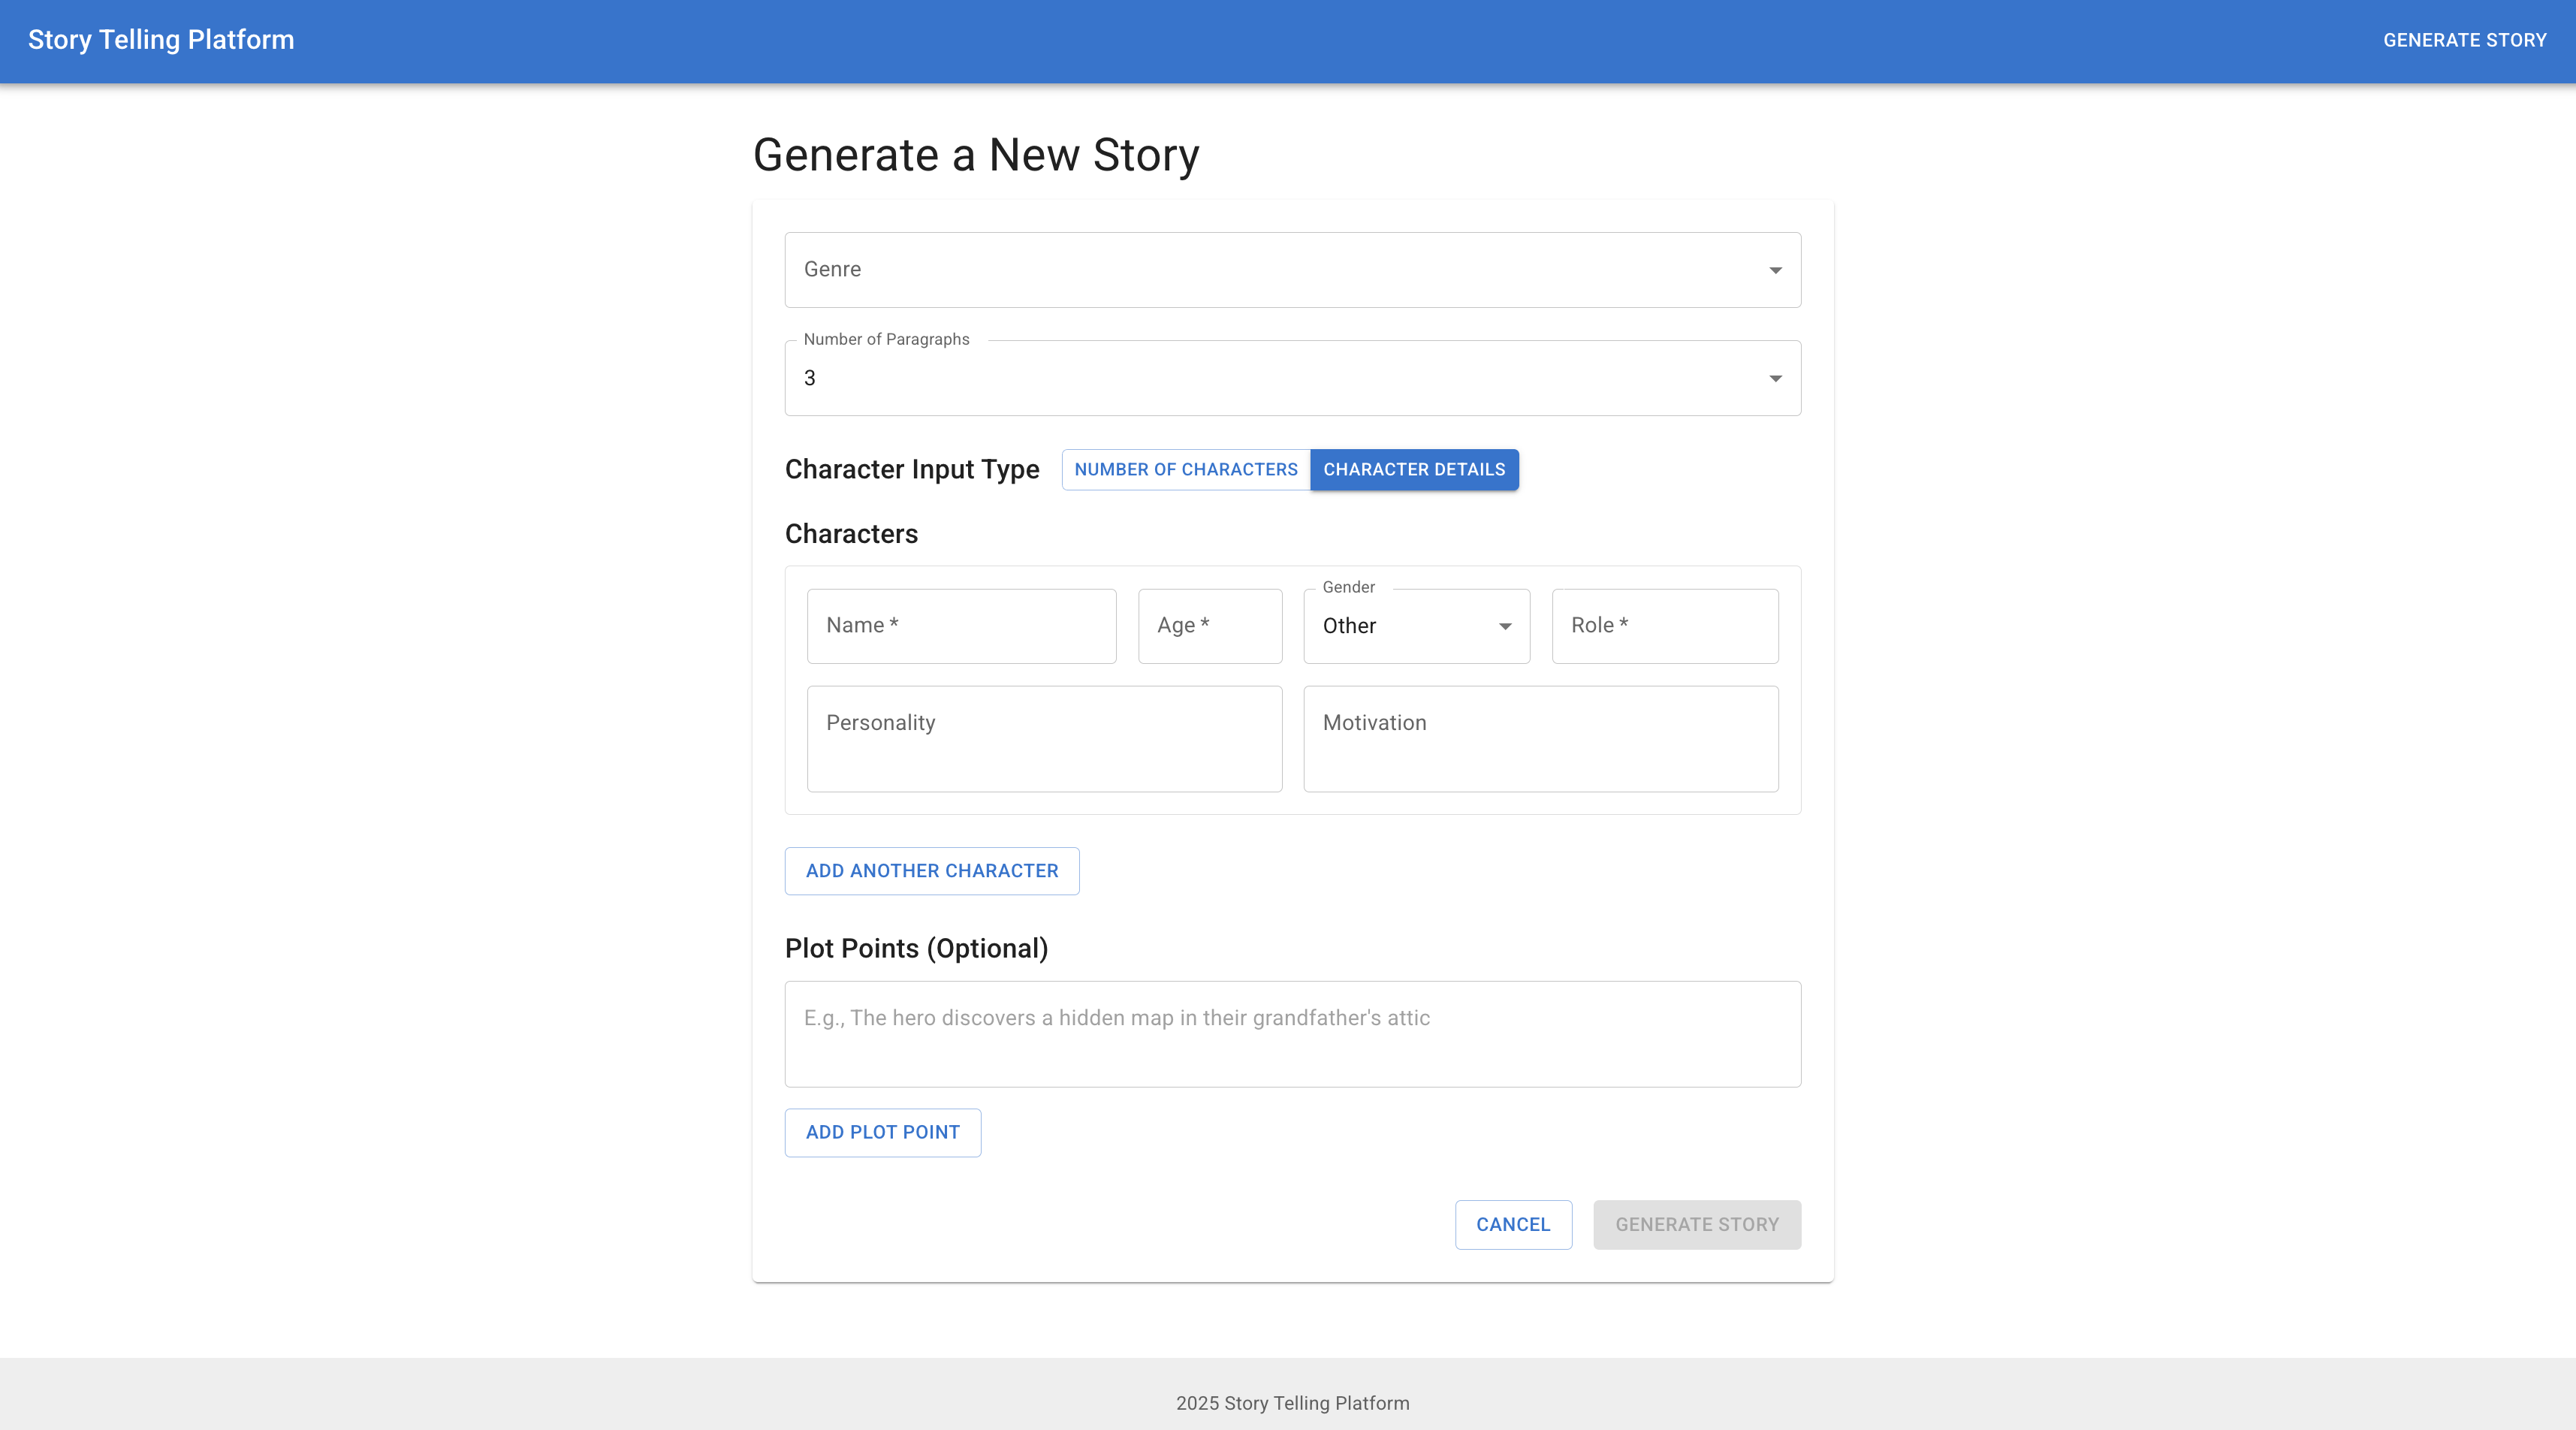 Story Telling Platform
GENERATE STORY
Generate a New Story
Genre
Number of Paragraphs
3
Character Input Type
NUMBER OF CHARACTERS
CHARACTER DETAILS
Characters
Name *
Age *
Gender
Other
Role *
Personality
Motivation
ADD ANOTHER CHARACTER
Plot Points (Optional)
E.g., The hero discovers a hidden map in their grandfather's attic
ADD PLOT POINT
CANCEL
GENERATE STORY
2025 Story Telling Platform